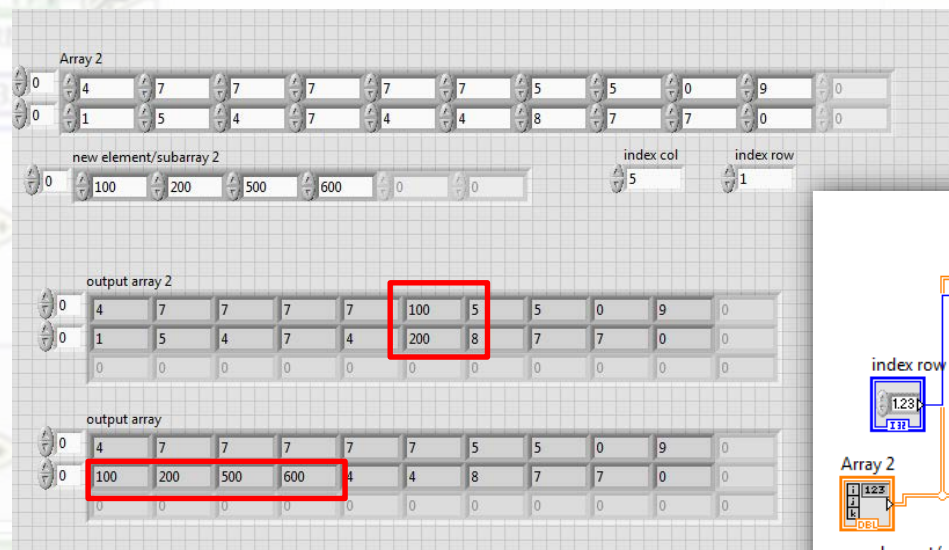 Array 2
0 4 7 7 7 7 7 5 5 0 9 0
0 1 5 4 7 4 4 8 7 7 0 0
new element/subarray 2
index col
index row
0 100 200 500 600 0 0
5
1
output array 2
0 4 7 7 7 7 100 5 5 0 9 0
0 1 5 4 7 4 200 8 7 7 0 0
0 0 0 0 0 0 0 0 0 0 0
output array
0 4 7 7 7 7 7 5 5 0 9 0
0 100 200 500 600 4 4 8 7 7 0 0
0 0 0 0 0 0 0 0 0 0 0
index row
1.23
I32
Array 2
i 123
j
k
DBL